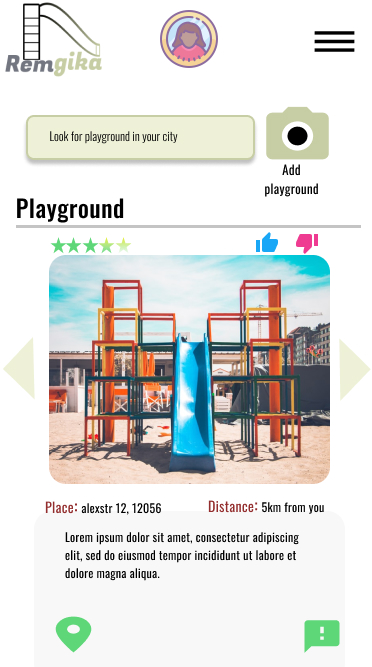 Remgika
Look for playground in your city
Add
playground
Playground
Place: alexstr 12, 12056
Distance: 5km from you
Lorem ipsum dolor sit amet, consectetur adipiscing
elit, sed do eiusmod tempor incididunt ut labore et
dolore magna aliqua.